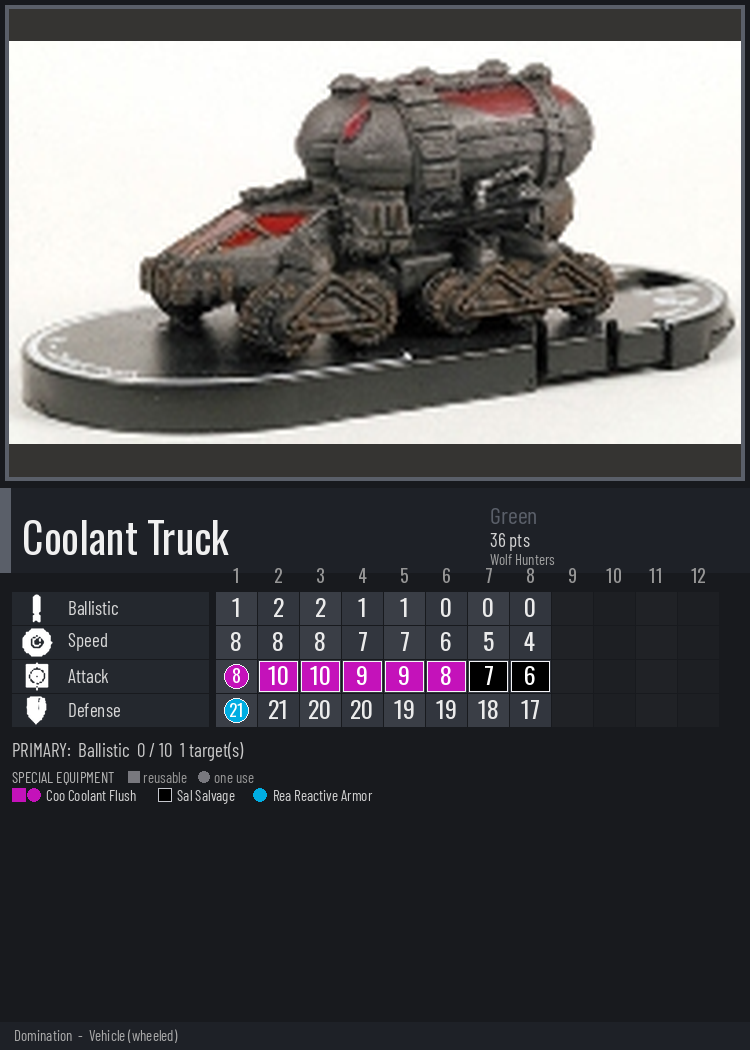 Coolant Truck
Green
36 pts
Wolf Hunters
1 2 3 4 5 6 7 8 9 10 11 12
Ballistic 1 2 2 1 1 0 0 0
Speed 8 8 8 7 7 6 5 4
Attack 8 10 10 9 9 8 7 6
Defense 21 21 20 20 19 19 18 17
PRIMARY: Ballistic 0 / 10 1 target(s)
SPECIAL EQUIPMENT reusable one use
Coo Coolant Flush Sal Salvage Rea Reactive Armor
Domination - Vehicle (wheeled)